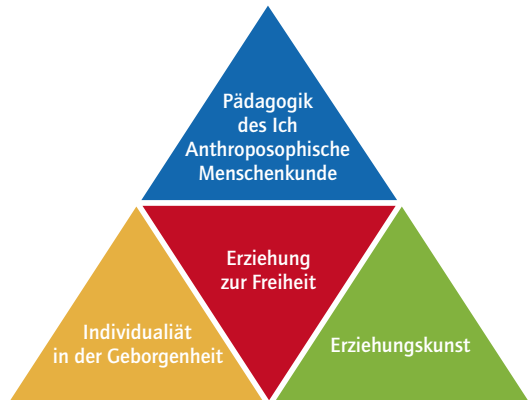 Pädagogik
des Ich
Anthroposophische
Menschenkunde
Erziehung
zur Freiheit
Individualiät
in der Geborgenheit
Erziehungskunst